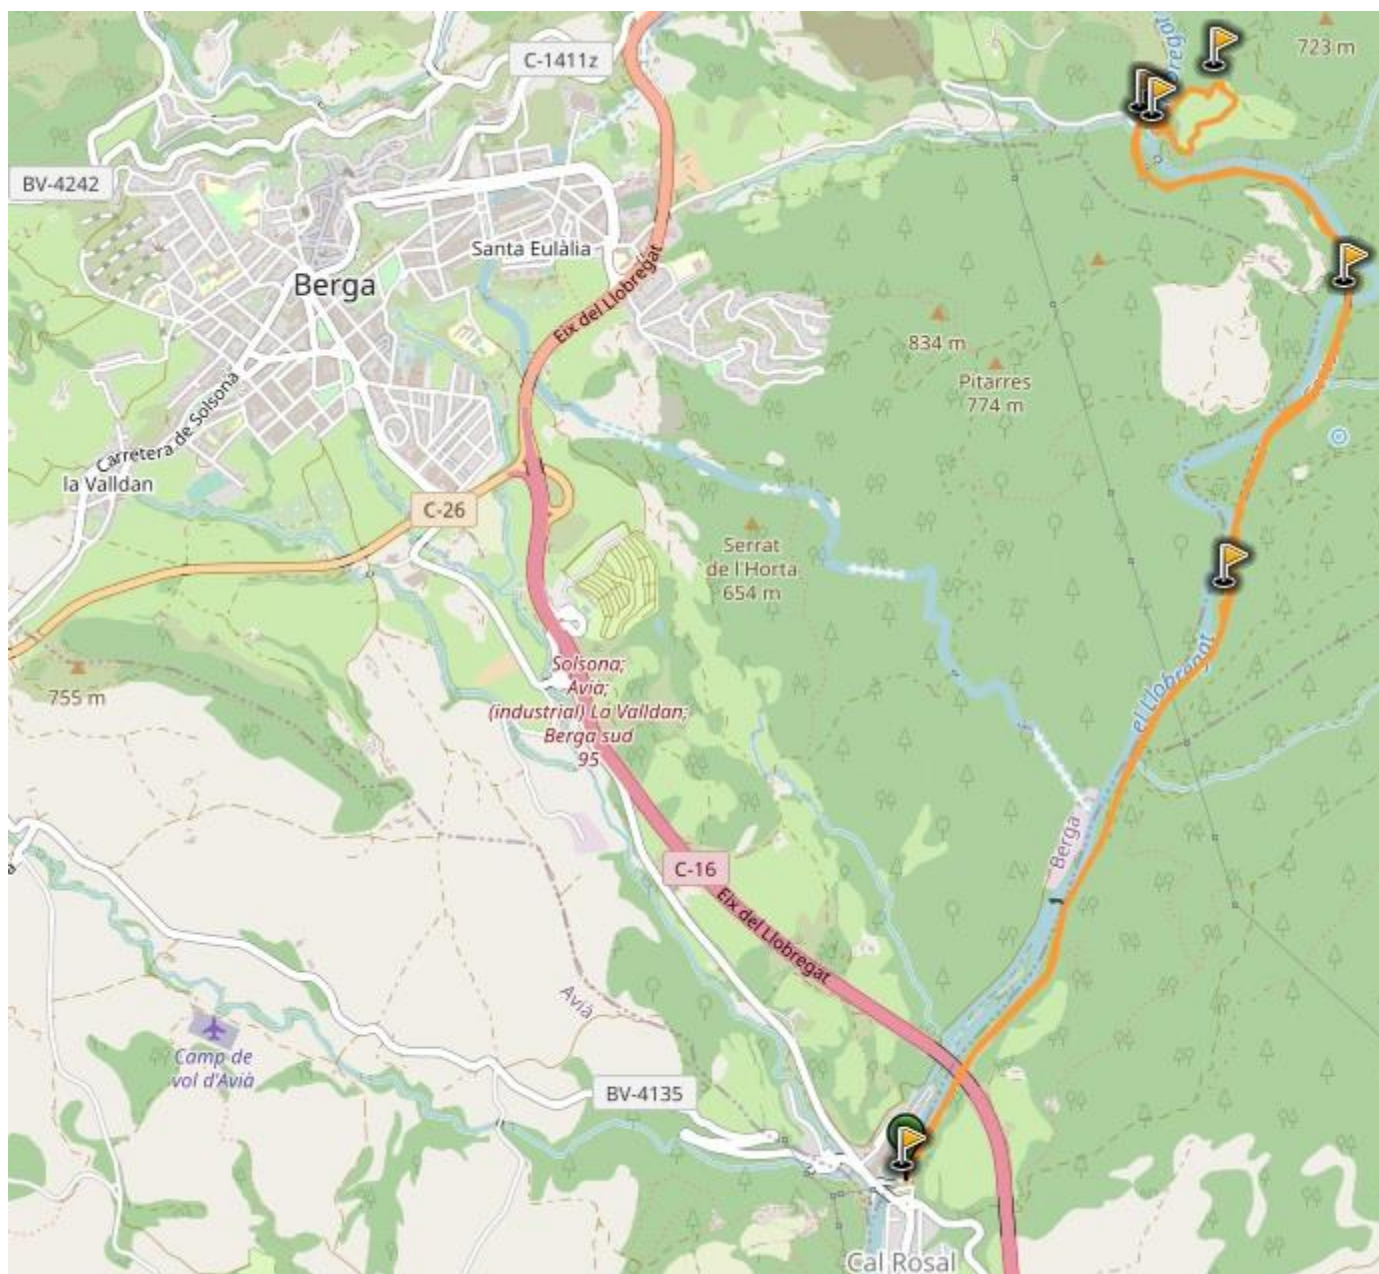 C-1411z
723 m
BV-4242
Santa Eulàlia
Berga
Eix del Llobregat
834 m
Pitarres
774 m
Carretera de Solsona
la Valldan
C-26
Serrat
de l'Horta
654 m
el Llobregat
755 m
Solsona;
Avià;
(industrial) La Valldan;
Berga sud
95
Berga
C-16
Eix del Llobregat
Avià
Camp de
vol d'Avià
BV-4135
Cal Rosal